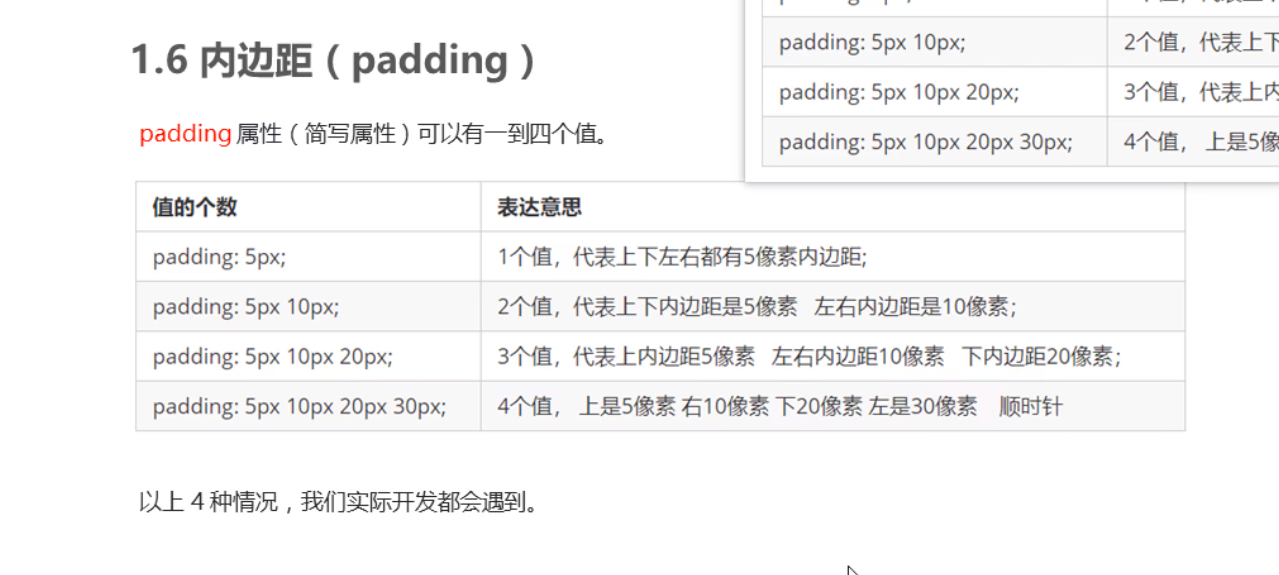 1.6 内边距（padding）
padding 属性（简写属性）可以有一到四个值。
值的个数 表达意思
padding: 5px; 1个值，代表上下左右都有5像素内边距;
padding: 5px 10px; 2个值，代表上下内边距是5像素 左右内边距是10像素;
padding: 5px 10px 20px; 3个值，代表上内边距5像素 左右内边距10像素 下内边距20像素;
padding: 5px 10px 20px 30px; 4个值， 上是5像素 右10像素 下20像素 左是30像素 顺时针
以上 4 种情况，我们实际开发都会遇到。
padding: 5px 10px; 2个值，代表上下
padding: 5px 10px 20px; 3个值，代表上内
padding: 5px 10px 20px 30px; 4个值， 上是5像